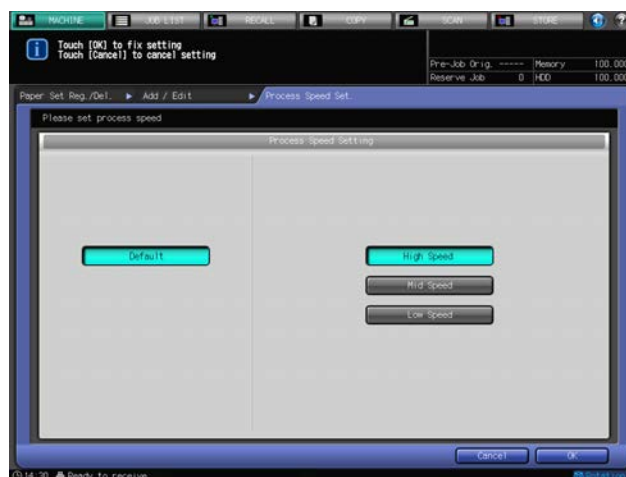 MACHINE
JOB LIST
RECALL
COPY
SCAN
STORE
Touch [OK] to fix setting
Touch [Cancel] to cancel setting
Pre-Job Orig. ----- Memory 100.000
Reserve Job 0 HDD 100.000
Paper Set Reg./Del. ▶ Add / Edit ▶ Process Speed Set.
Please set process speed
Process Speed Setting
Default
High Speed
Mid Speed
Low Speed
Cancel
OK
14:30 Ready to receive
Rotation